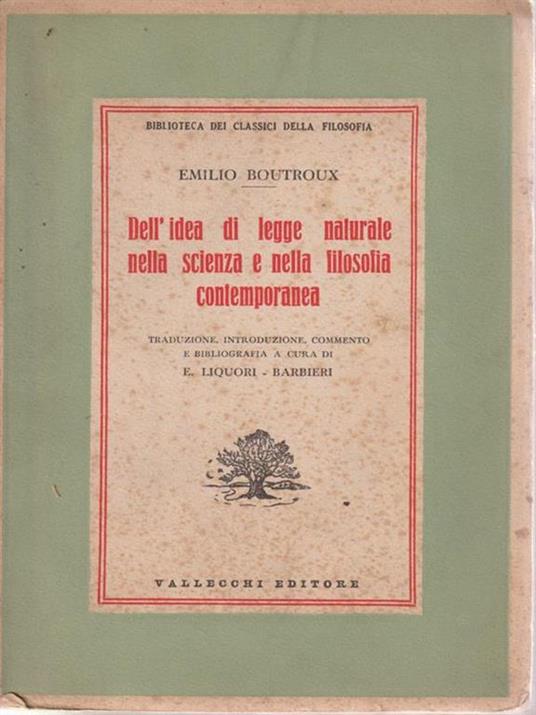 BIBLIOTECA DEI CLASSICI DELLA FILOSOFIA
EMILIO BOUTROUX
Dell'idea di legge naturale
nella scienza e nella filosofia
contemporanea
TRADUZIONE, INTRODUZIONE, COMMENTO
E BIBLIOGRAFIA A CURA DI
E. LIQUORI - BARBIERI
VALLECCHI EDITORE